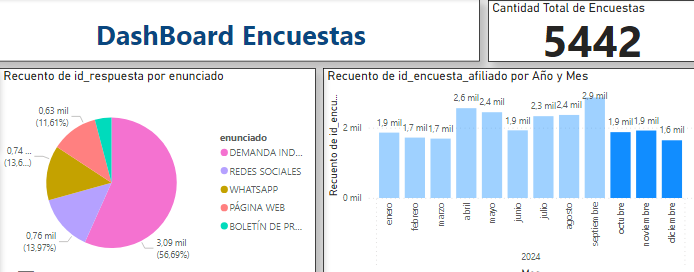 DashBoard Encuestas
Cantidad Total de Encuestas
5442
Recuento de id_respuesta por enunciado
0,63 mil
(11,61%)
0,74 ...
(13,6...)
0,76 mil
(13,97%)
3,09 mil
(56,69%)
enunciado
DEMANDA IND...
REDES SOCIALES
WHATSAPP
PÁGINA WEB
BOLETÍN DE PR...
Recuento de id_encuesta_afiliado por Año y Mes
Recuento de id_encu...
2 mil
0 mil
1,9 mil
1,7 mil
1,7 mil
2,6 mil
2,4 mil
1,9 mil
2,3 mil
2,4 mil
2,9 mil
1,9 mil
1,9 mil
1,6 mil
enero
febrero
marzo
abril
mayo
junio
julio
agosto
septiembre
octubre
noviembre
diciembre
2024